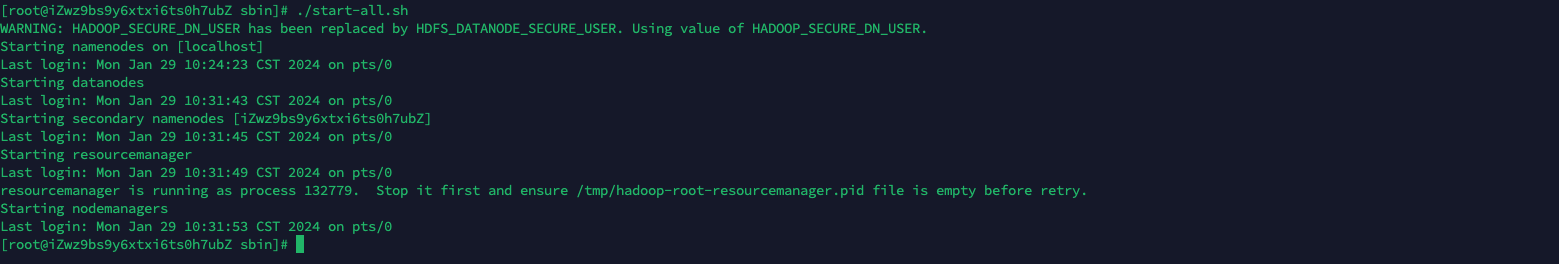 [root@iZwz9bs9y6xtxi6ts0h7ubZ sbin]# ./start-all.sh
WARNING: HADOOP_SECURE_DN_USER has been replaced by HDFS_DATANODE_SECURE_USER. Using value of HADOOP_SECURE_DN_USER.
Starting namenodes on [localhost]
Last login: Mon Jan 29 10:24:23 CST 2024 on pts/0
Starting datanodes
Last login: Mon Jan 29 10:31:43 CST 2024 on pts/0
Starting secondary namenodes [iZwz9bs9y6xtxi6ts0h7ubZ]
Last login: Mon Jan 29 10:31:45 CST 2024 on pts/0
Starting resourcemanager
Last login: Mon Jan 29 10:31:49 CST 2024 on pts/0
resourcemanager is running as process 132779.  Stop it first and ensure /tmp/hadoop-root-resourcemanager.pid file is empty before retry.
Starting nodemanagers
Last login: Mon Jan 29 10:31:53 CST 2024 on pts/0
[root@iZwz9bs9y6xtxi6ts0h7ubZ sbin]#